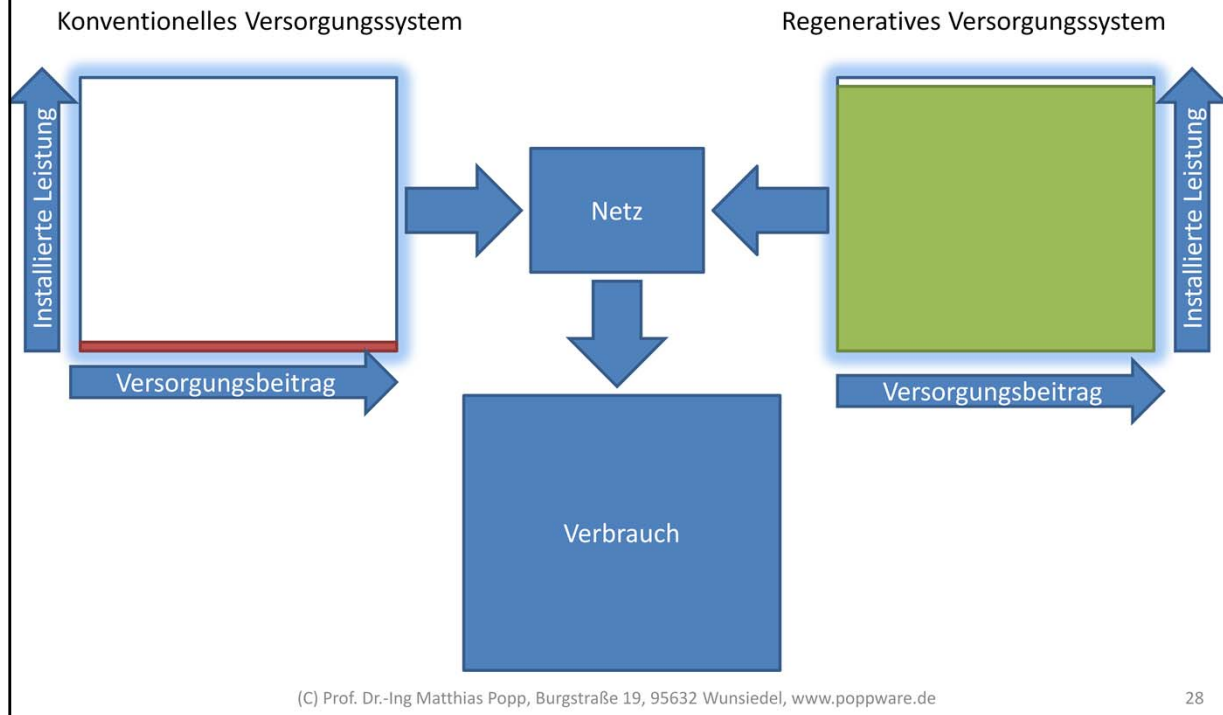 Konventionelles Versorgungssystem
Regeneratives Versorgungssystem
Installierte Leistung
Versorgungsbeitrag
Netz
Installierte Leistung
Versorgungsbeitrag
Verbrauch
(C) Prof. Dr.-Ing Matthias Popp, Burgstraße 19, 95632 Wunsiedel, www.poppware.de
28